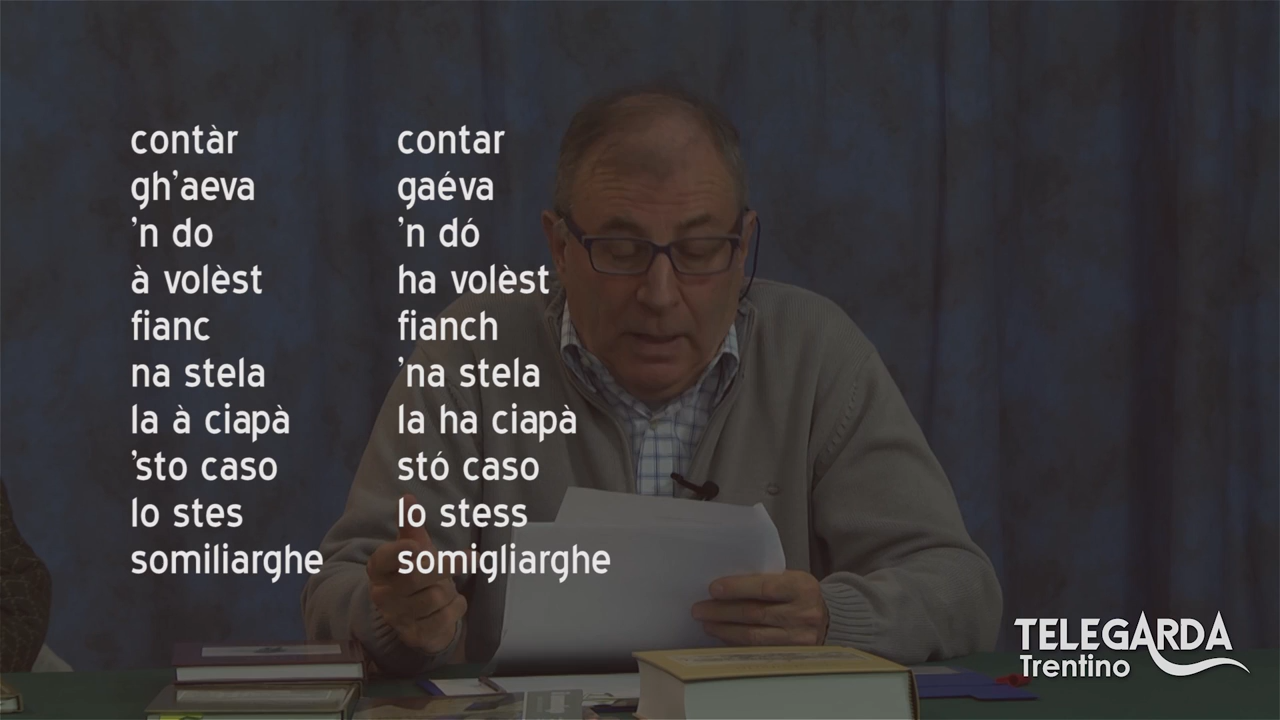 contàr contar
gh'aeva gaéva
'n do 'n dó
à volèst ha volèst
fianc fianch
na stela 'na stela
la à ciapà la ha ciapà
'sto caso stó caso
lo stes lo stess
somiliarghe somigliarghe
TELEGARDA
Trentino